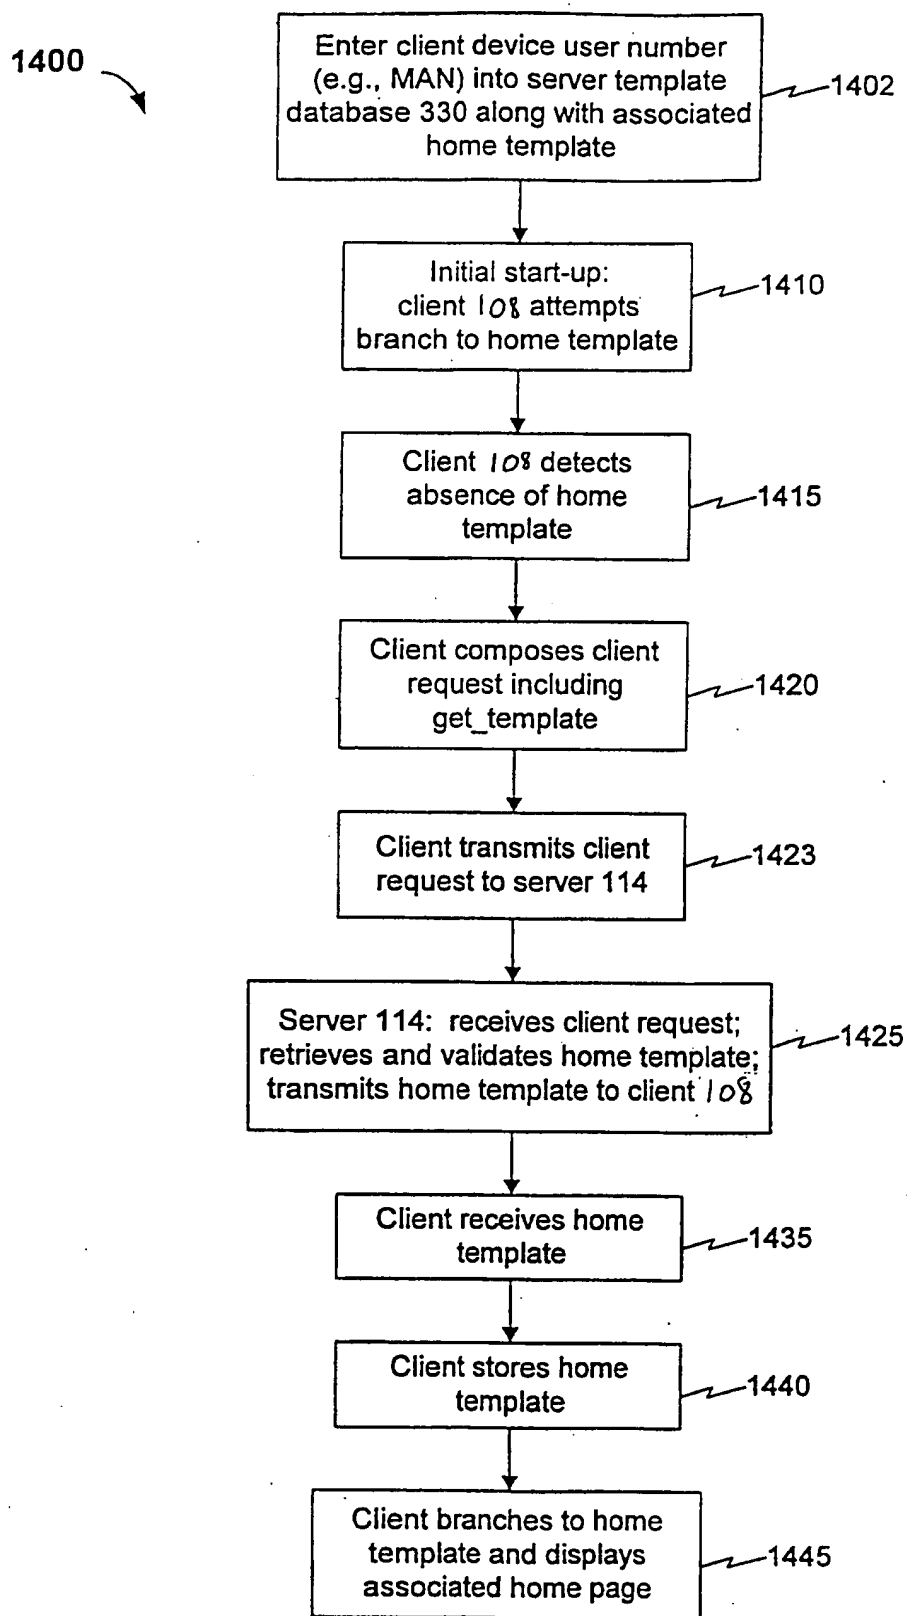 1400
Enter client device user number
(e.g., MAN) into server template
database 330 along with associated
home template
1402
Initial start-up:
client 108 attempts
branch to home template
1410
Client 108 detects
absence of home
template
1415
Client composes client
request including
get_template
1420
Client transmits client
request to server 114
1423
Server 114: receives client request;
retrieves and validates home template;
transmits home template to client 108
1425
Client receives home
template
1435
Client stores home
template
1440
Client branches to home
template and displays
associated home page
1445